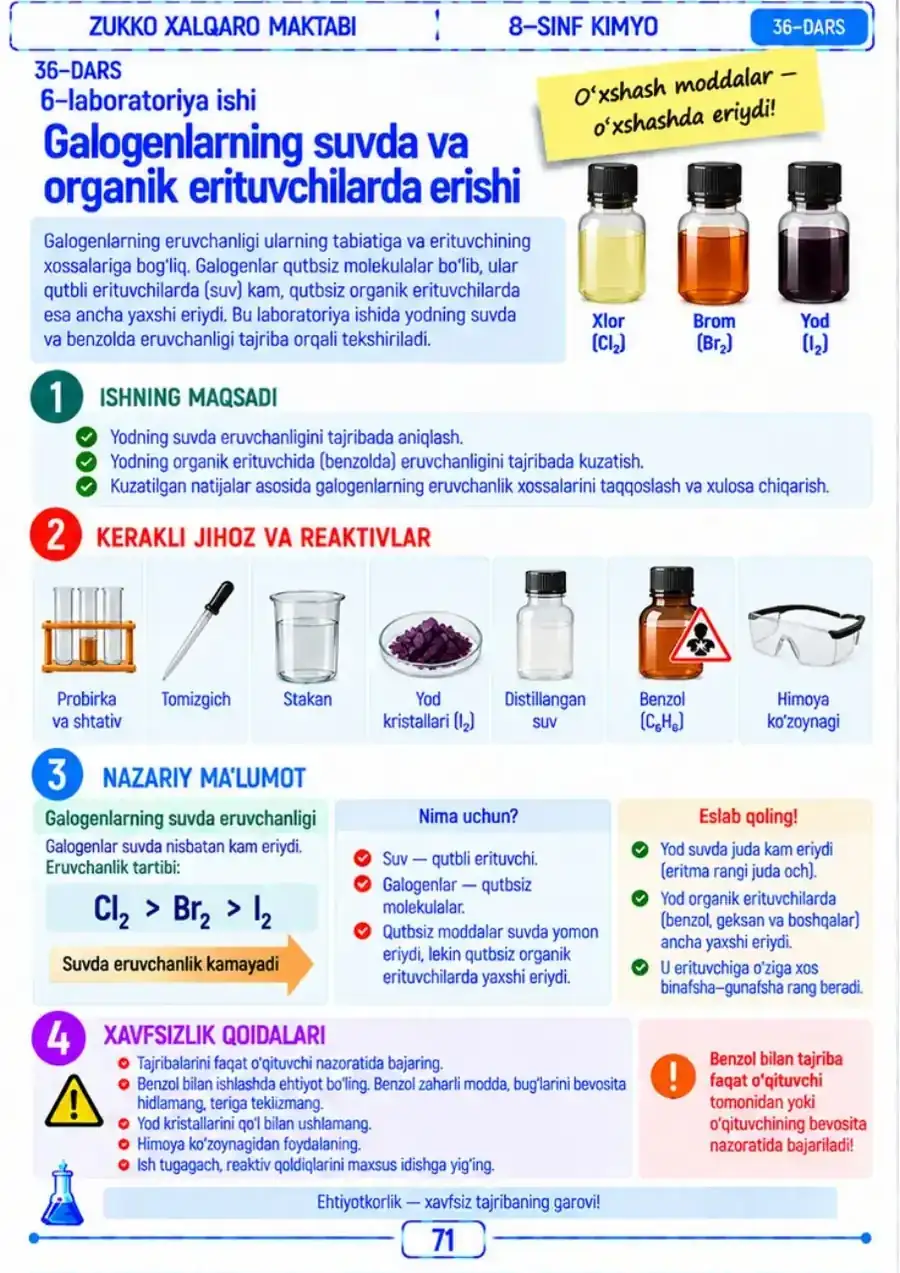 ZUKKO XALQARO MAKTABI
8–SINF KIMYO
36–DARS
36–DARS
6–laboratoriya ishi
Galogenlarning suvda va
organik erituvchilarda erishi
O‘xshash moddalar —
o‘xshashda eriydi!
Galogenlarning eruvchanligi ularning tabiatiga va erituvchining
xossalariga bog‘liq. Galogenlar qutbsiz molekulalar bo‘lib, ular
qutbli erituvchilarda (suv) kam, qutbsiz organik erituvchilarda
esa ancha yaxshi eriydi. Bu laboratoriya ishida yodning suvda
va benzolda eruvchanligi tajriba orqali tekshiriladi.
Xlor
(Cl₂)
Brom
(Br₂)
Yod
(I₂)
1 ISHNING MAQSADI
Yodning suvda eruvchanligini tajribada aniqlash.
Yodning organik erituvchida (benzolda) eruvchanligini tajribada kuzatish.
Kuzatilgan natijalar asosida galogenlarning eruvchanlik xossalarini taqqoslash va xulosa chiqarish.
2 KERAKLI JIHOZ VA REAKTIVLAR
Probirka
va shtativ
Tomizgich
Stakan
Yod
kristallari (I₂)
Distillangan
suv
Benzol
(C₆H₆)
Himoya
ko‘zoynagi
3 NAZARIY MA'LUMOT
Galogenlarning suvda eruvchanligi
Galogenlar suvda nisbatan kam eriydi.
Eruvchanlik tartibi:
Cl₂ > Br₂ > I₂
Suvda eruvchanlik kamayadi
Nima uchun?
Suv — qutbli erituvchi.
Galogenlar — qutbsiz
molekulalar.
Qutbsiz moddalar suvda yomon
eriydi, lekin qutbsiz organik
erituvchilarda yaxshi eriydi.
Eslab qoling!
Yod suvda juda kam eriydi
(eritma rangi juda och).
Yod organik erituvchilarda
(benzol, geksan va boshqalar)
ancha yaxshi eriydi.
U erituvchiga o‘ziga xos
binafsha–gunafsha rang beradi.
4 XAVFSIZLIK QOIDALARI
Tajribalarini faqat o‘qituvchi nazoratida bajaring.
Benzol bilan ishlashda ehtiyot bo‘ling. Benzol zaharli modda, bug‘larini bevosita
hidlamang, teriga teklizmang.
Yod kristallarini qo‘l bilan ushlamang.
Himoya ko‘zoynagidan foydalaning.
Ish tugagach, reaktiv qoldiqlarini maxsus idishga yig‘ing.
Benzol bilan tajriba
faqat o‘qituvchi
tomonidan yoki
o‘qituvchining bevosita
nazoratida bajariladi!
Ehtiyotkorlik — xavfsiz tajribaning garovi!
71